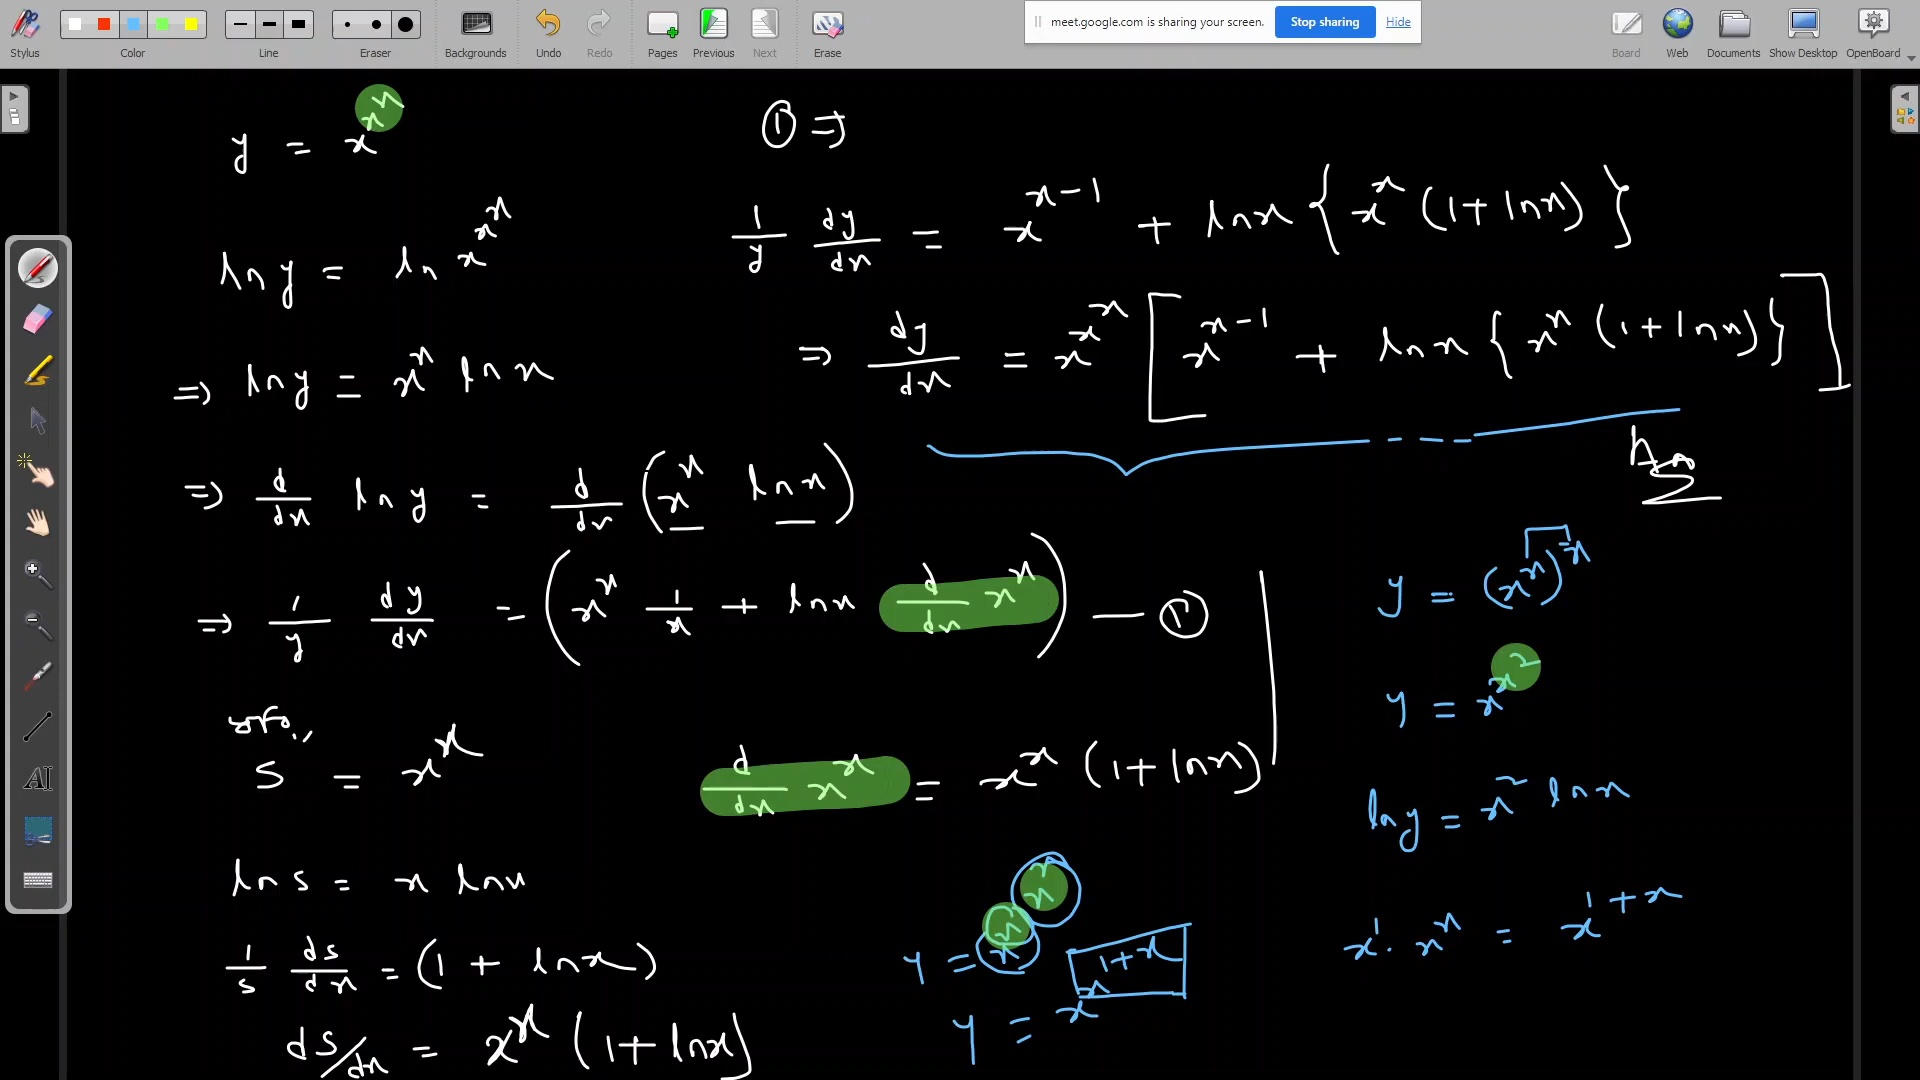 Stylus
Color
Line
Eraser
Backgrounds
Undo
Redo
Pages
Previous
Next
Erase
meet.google.com is sharing your screen.
Stop sharing
Hide
Board
Web
Documents
Show Desktop
OpenBoard
y = x^{x^x}
ln y = ln x^{x^x}
⇒ ln y = x^x ln x
⇒ d/dx ln y = d/dx (x^x ln x)
⇒ 1/y dy/dx = (x^x 1/x + ln x d/dx x^x) — ①
S = x^x
ln s = x ln x
1/s ds/dx = (1 + ln x)
ds/dx = x^x (1 + ln x)
d/dx x^x = x^x (1 + ln x)
① ⇒
1/y dy/dx = x^{x-1} + ln x {x^x (1 + ln x)}
⇒ dy/dx = x^{x^x} [x^{x-1} + ln x {x^x (1 + ln x)}]
y = (x^x)^x
y = x^{x^2}
ln y = x^2 ln x
x^1 · x^x = x^{1+x}
y = x^{x^{1+x}}
AI